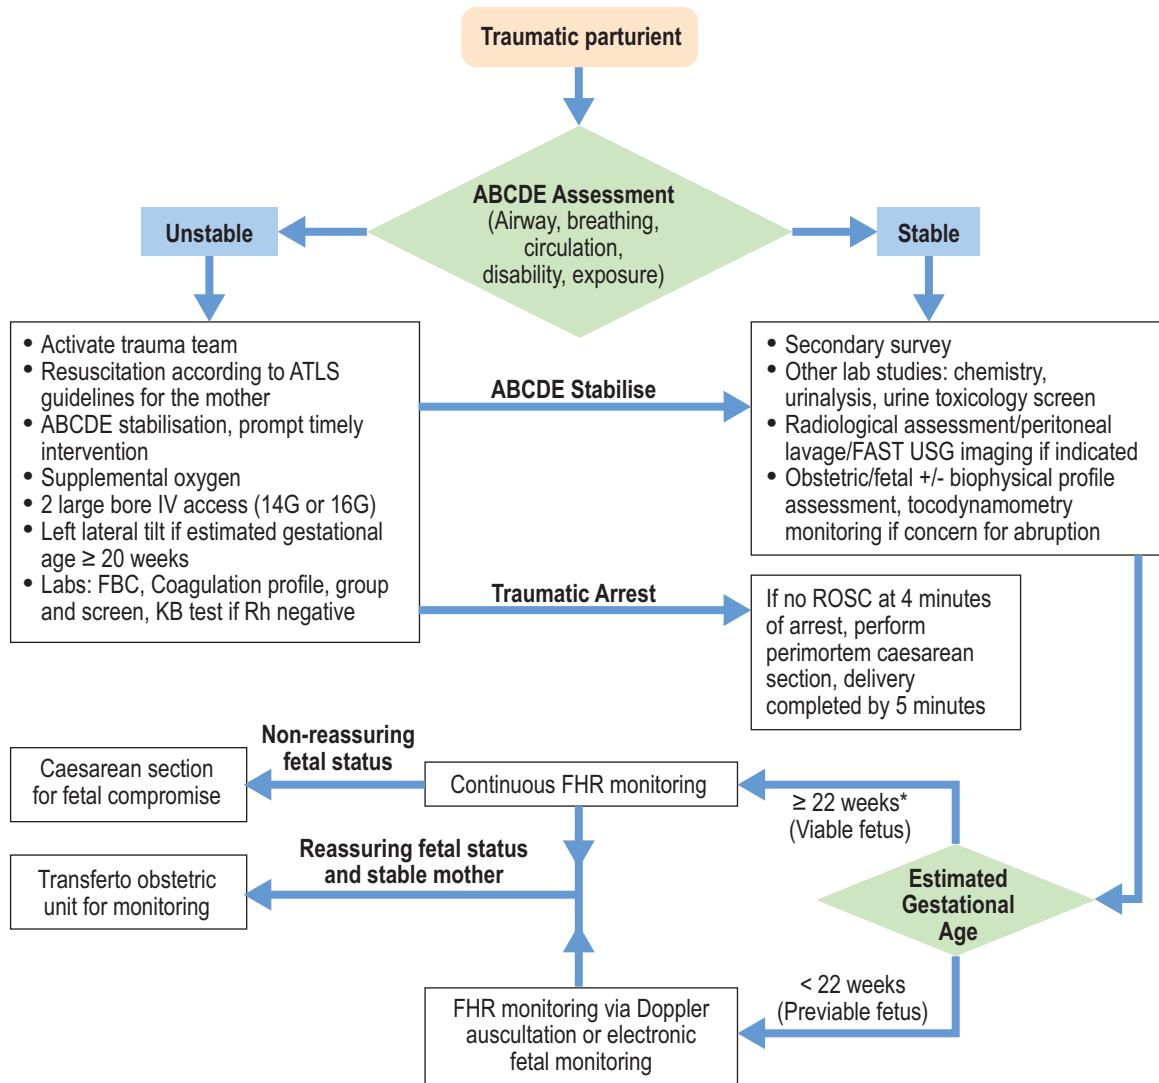 Traumatic parturient
ABCDE Assessment
(Airway, breathing,
circulation,
disability, exposure)
Unstable
Stable
• Activate trauma team
• Resuscitation according to ATLS
guidelines for the mother
• ABCDE stabilisation, prompt timely
intervention
• Supplemental oxygen
• 2 large bore IV access (14G or 16G)
• Left lateral tilt if estimated gestational
age ≥ 20 weeks
• Labs: FBC, Coagulation profile, group
and screen, KB test if Rh negative
ABCDE Stabilise
• Secondary survey
• Other lab studies: chemistry,
urinalysis, urine toxicology screen
• Radiological assessment/peritoneal
lavage/FAST USG imaging if indicated
• Obstetric/fetal +/- biophysical profile
assessment, tocodynamometry
monitoring if concern for abruption
Traumatic Arrest
If no ROSC at 4 minutes
of arrest, perform
perimortem caesarean
section, delivery
completed by 5 minutes
Non-reassuring
fetal status
Caesarean section
for fetal compromise
Continuous FHR monitoring
≥ 22 weeks*
(Viable fetus)
Reassuring fetal status
and stable mother
Transferto obstetric
unit for monitoring
Estimated
Gestational
Age
< 22 weeks
(Previable fetus)
FHR monitoring via Doppler
auscultation or electronic
fetal monitoring